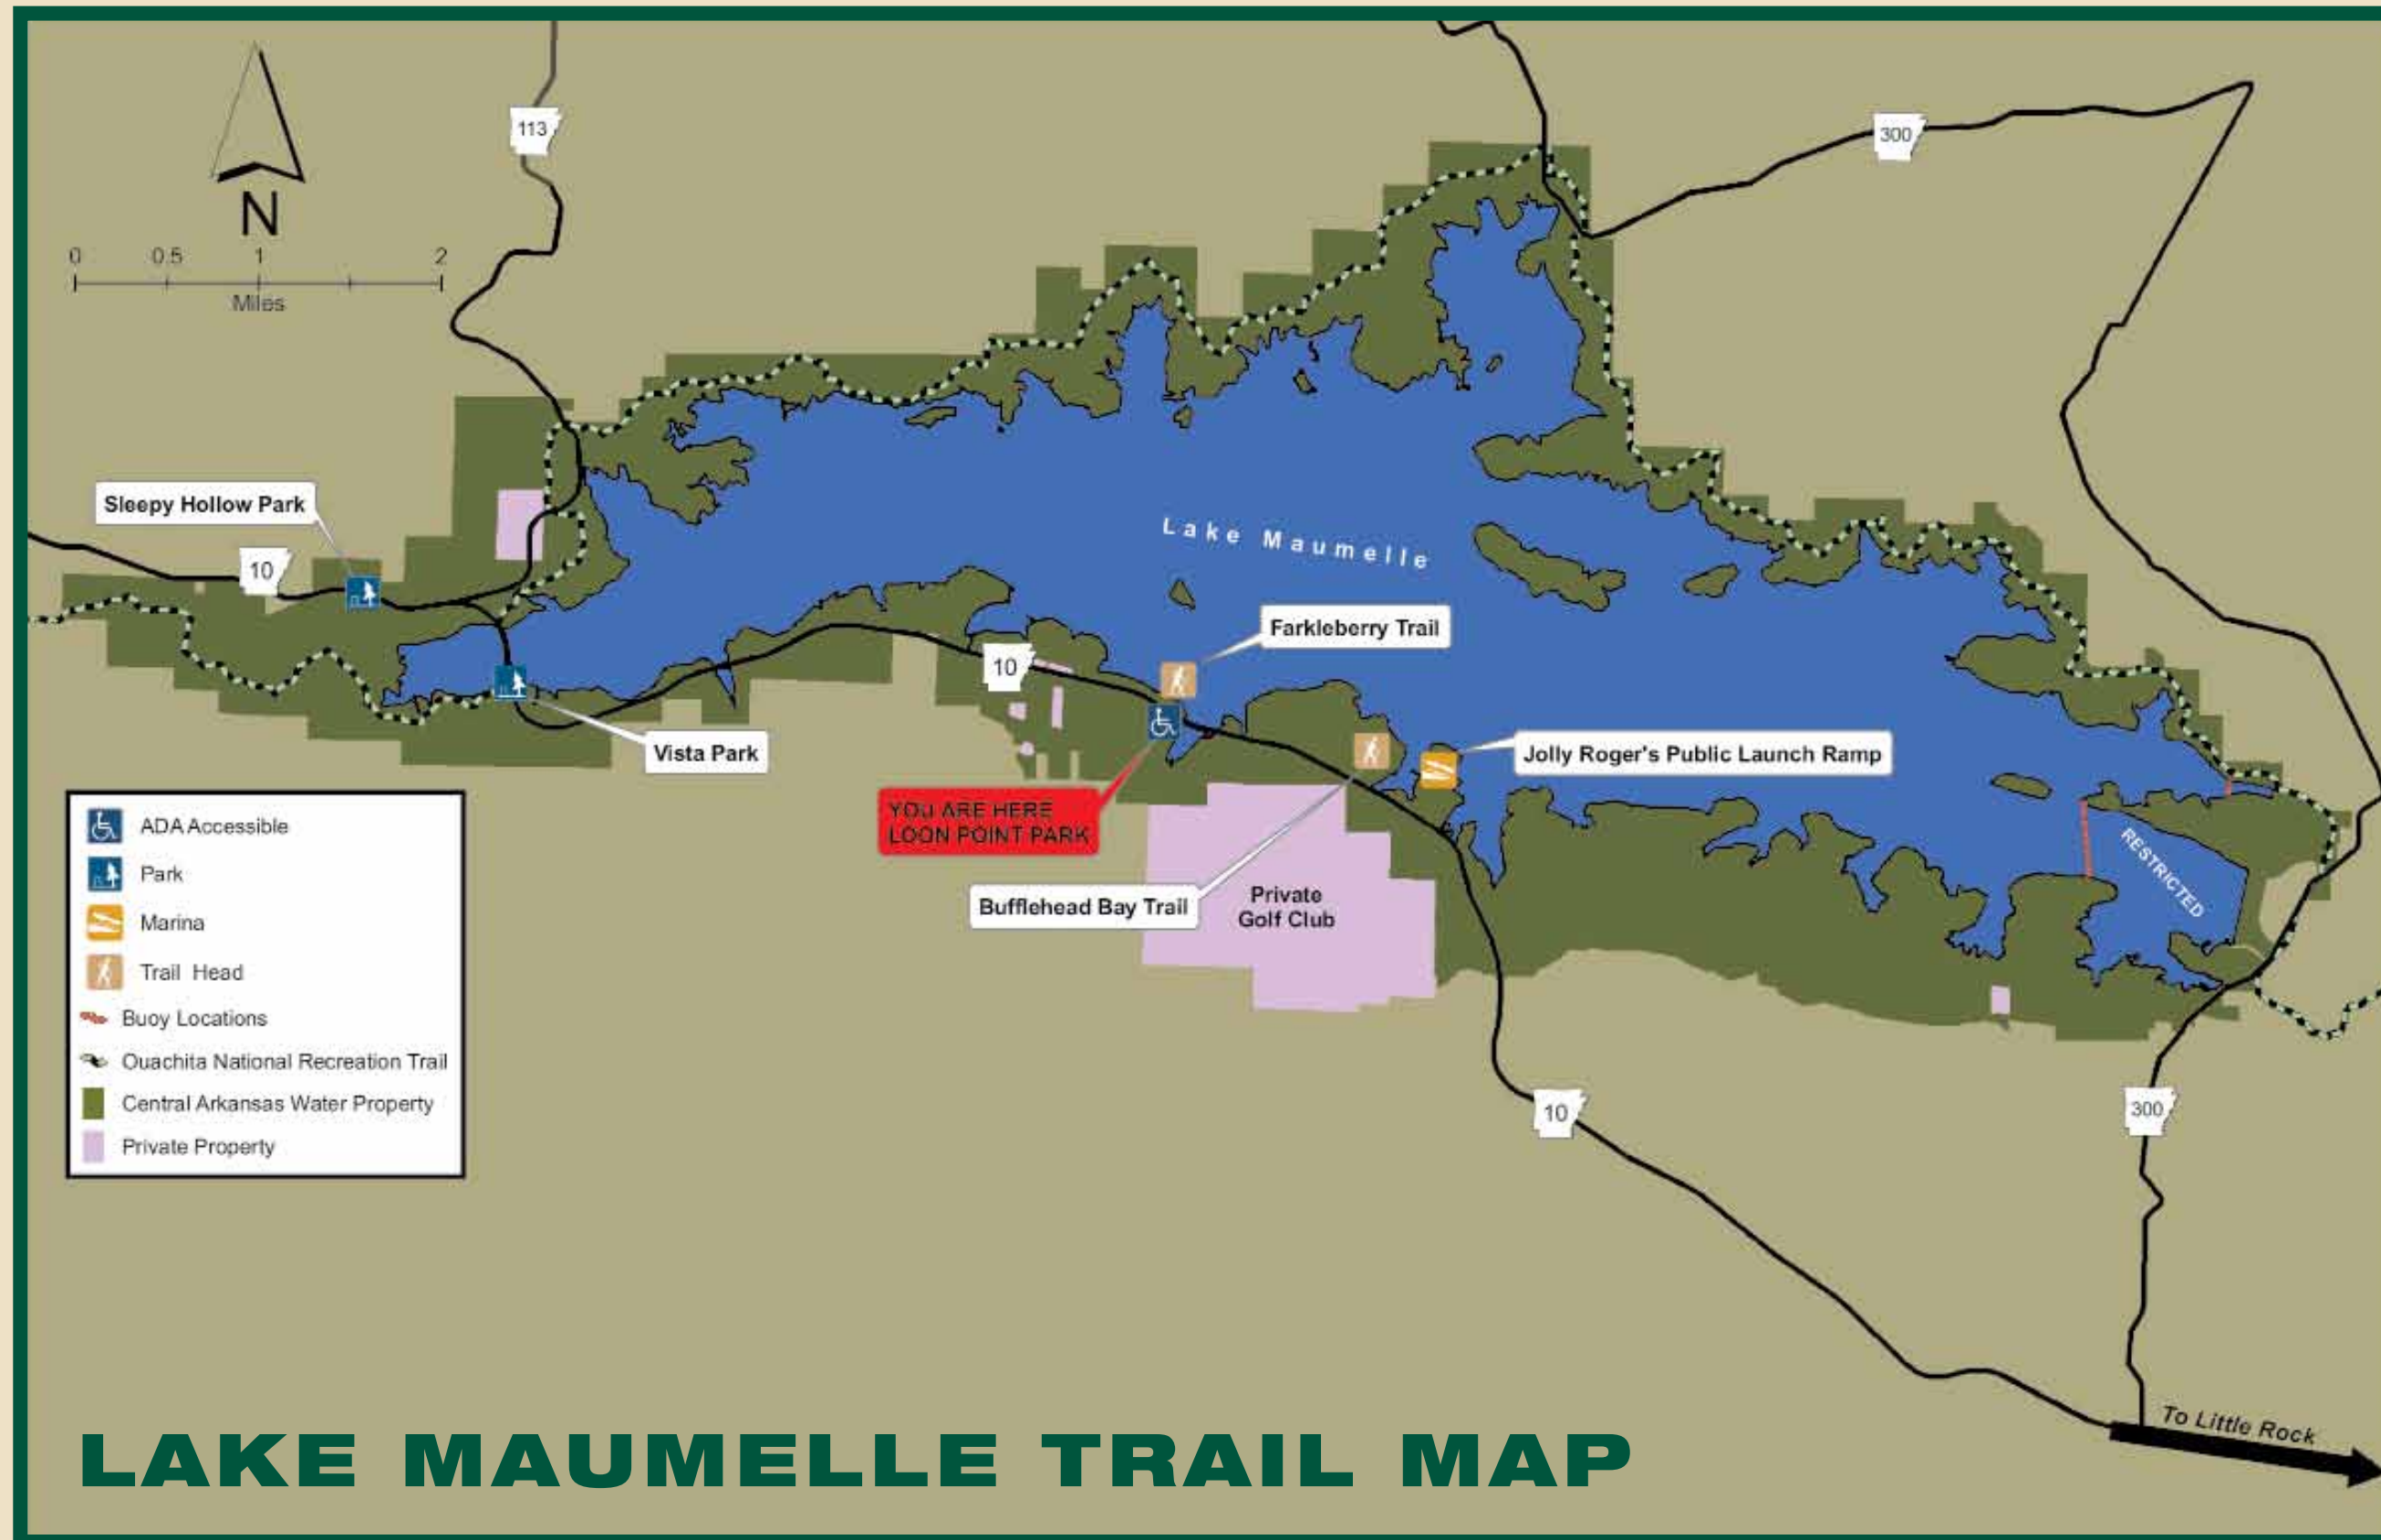 113
300
N
0 0.5 1 2
Miles
Sleepy Hollow Park
10
Lake Maumelle
Farkleberry Trail
10
Vista Park
Jolly Roger's Public Launch Ramp
YOU ARE HERE
LOON POINT PARK
Bufflehead Bay Trail
Private
Golf Club
RESTRICTED
ADA Accessible
Park
Marina
Trail Head
Buoy Locations
Ouachita National Recreation Trail
Central Arkansas Water Property
Private Property
10
300
To Little Rock
LAKE MAUMELLE TRAIL MAP